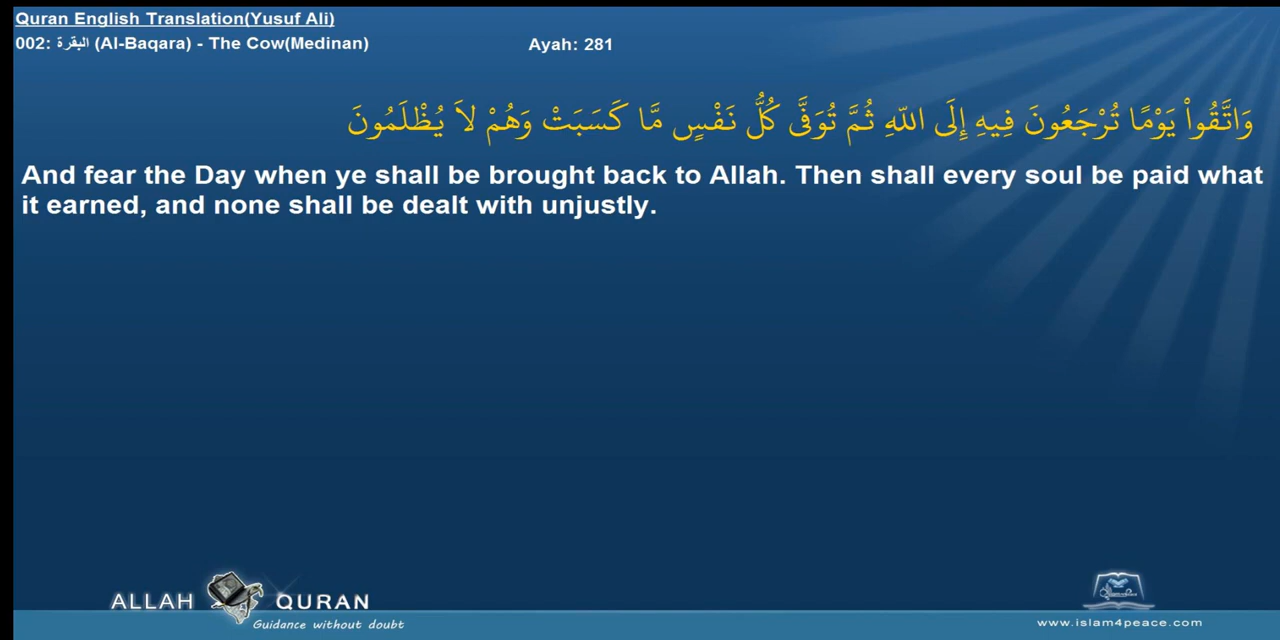 Quran English Translation(Yusuf Ali)
002: البقرة (Al-Baqara) - The Cow(Medinan) Ayah: 281
وَاتَّقُواْ يَوْمًا تُرْجَعُونَ فِيهِ إِلَى اللّهِ ثُمَّ تُوَفَّى كُلُّ نَفْسٍ مَّا كَسَبَتْ وَهُمْ لاَ يُظْلَمُونَ
And fear the Day when ye shall be brought back to Allah. Then shall every soul be paid what
it earned, and none shall be dealt with unjustly.
ALLAH QURAN
Guidance without doubt
www.islam4peace.com